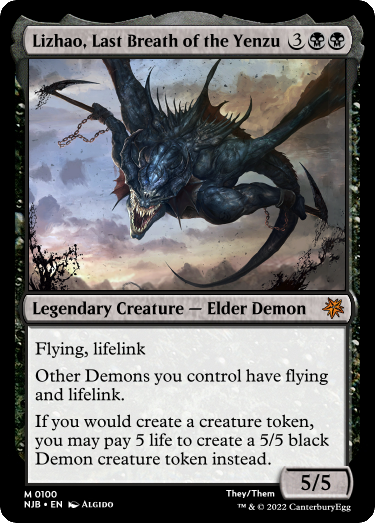 Lizhao, Last Breath of the Yenzu 3
Legendary Creature — Elder Demon
Flying, lifelink
Other Demons you control have flying
and lifelink.
If you would create a creature token,
you may pay 5 life to create a 5/5 black
Demon creature token instead.
5/5
M 0100
NJB • EN ALGIDO
They/Them
™ & © 2022 CanterburyEgg